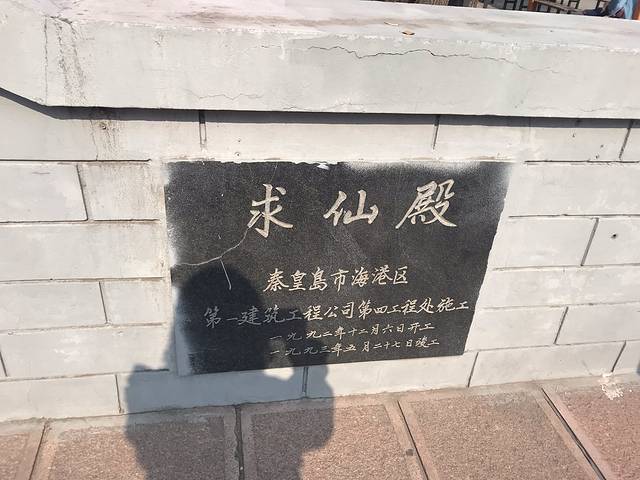 求仙殿
秦皇島市海港区
第一建筑工程公司第四工程处施工
一九九二年十二月六日开工
一九九三年五月二十七日竣工